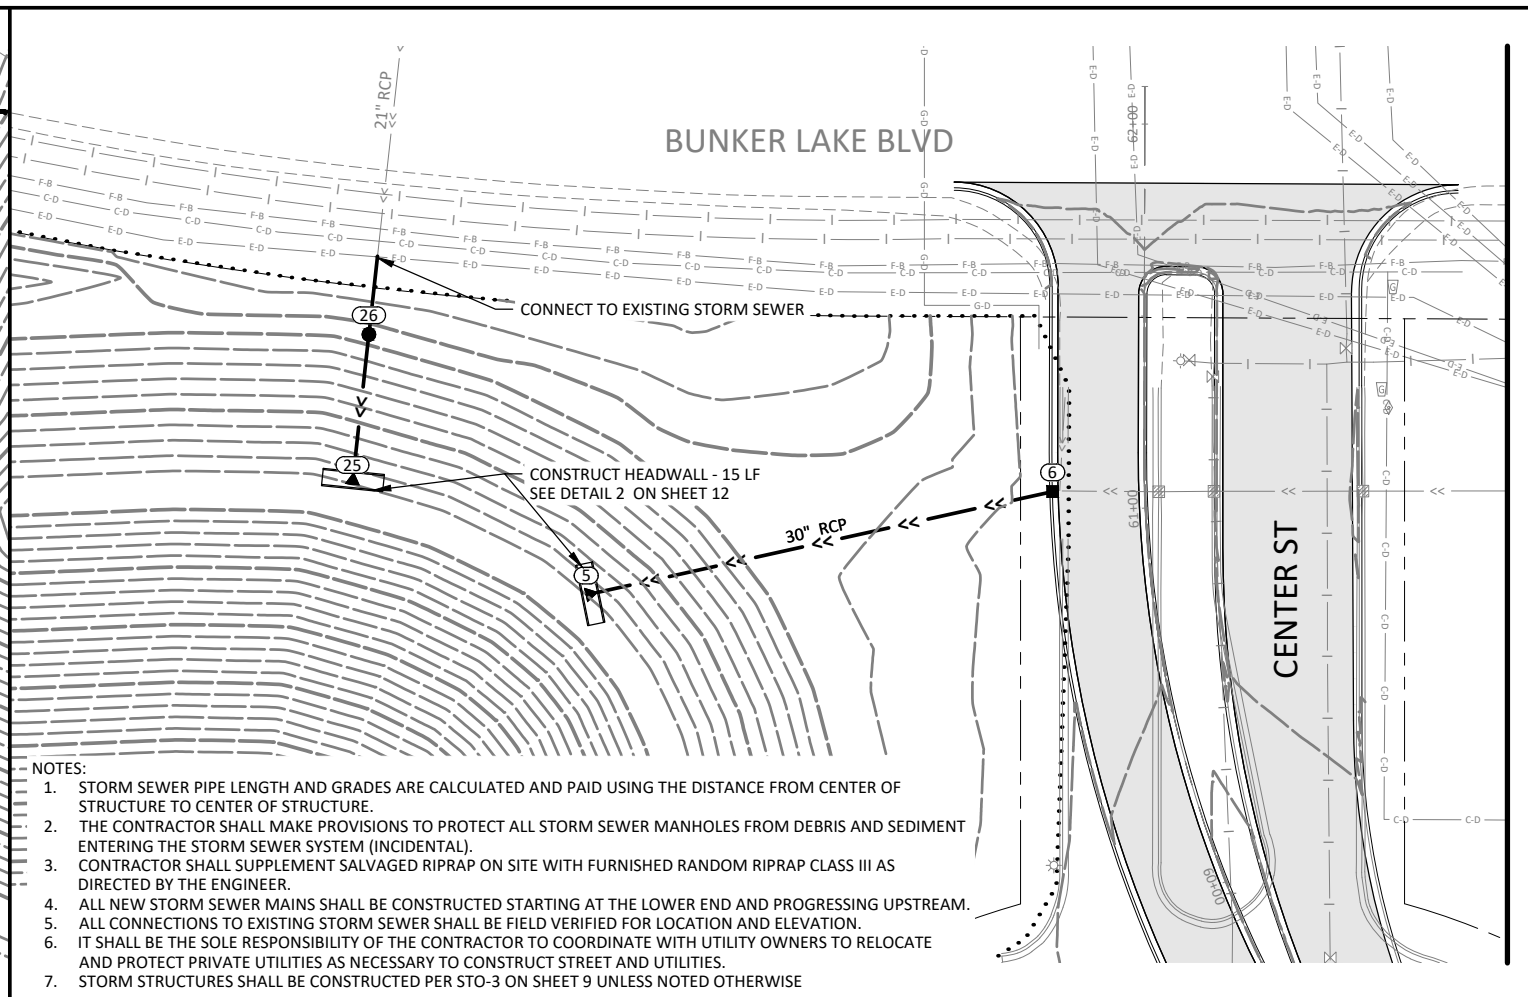 21" RCP
BUNKER LAKE BLVD
62+00
F-B
C-D
E-D
G-D
26
CONNECT TO EXISTING STORM SEWER
25
CONSTRUCT HEADWALL - 15 LF
SEE DETAIL 2 ON SHEET 12
6
30" RCP
61+00
5
CENTER ST
G
G
60+00
C-D
NOTES:
1. STORM SEWER PIPE LENGTH AND GRADES ARE CALCULATED AND PAID USING THE DISTANCE FROM CENTER OF
STRUCTURE TO CENTER OF STRUCTURE.
2. THE CONTRACTOR SHALL MAKE PROVISIONS TO PROTECT ALL STORM SEWER MANHOLES FROM DEBRIS AND SEDIMENT
ENTERING THE STORM SEWER SYSTEM (INCIDENTAL).
3. CONTRACTOR SHALL SUPPLEMENT SALVAGED RIPRAP ON SITE WITH FURNISHED RANDOM RIPRAP CLASS III AS
DIRECTED BY THE ENGINEER.
4. ALL NEW STORM SEWER MAINS SHALL BE CONSTRUCTED STARTING AT THE LOWER END AND PROGRESSING UPSTREAM.
5. ALL CONNECTIONS TO EXISTING STORM SEWER SHALL BE FIELD VERIFIED FOR LOCATION AND ELEVATION.
6. IT SHALL BE THE SOLE RESPONSIBILITY OF THE CONTRACTOR TO COORDINATE WITH UTILITY OWNERS TO RELOCATE
AND PROTECT PRIVATE UTILITIES AS NECESSARY TO CONSTRUCT STREET AND UTILITIES.
7. STORM STRUCTURES SHALL BE CONSTRUCTED PER STO-3 ON SHEET 9 UNLESS NOTED OTHERWISE